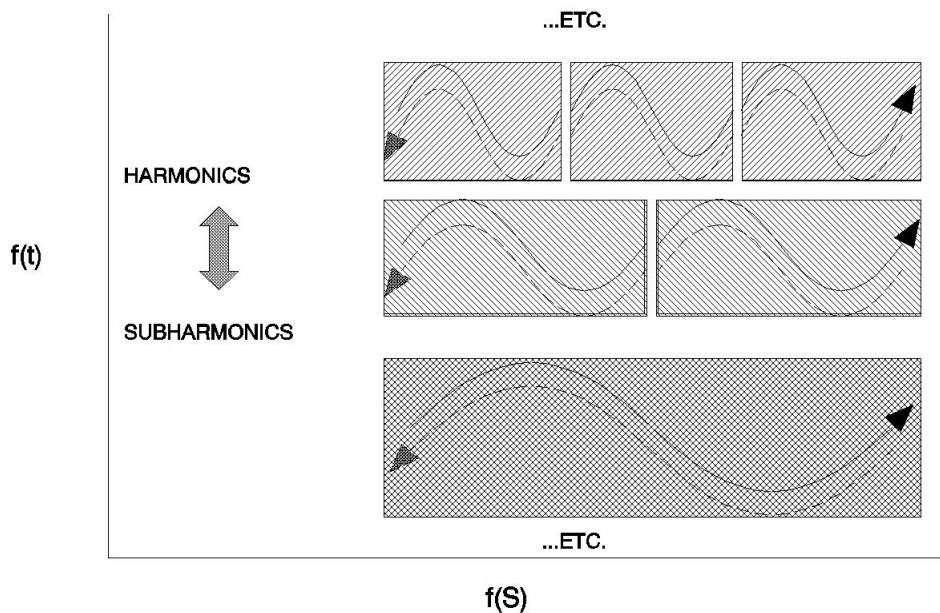 ...ETC.
HARMONICS
f(t)
SUBHARMONICS
...ETC.
f(S)